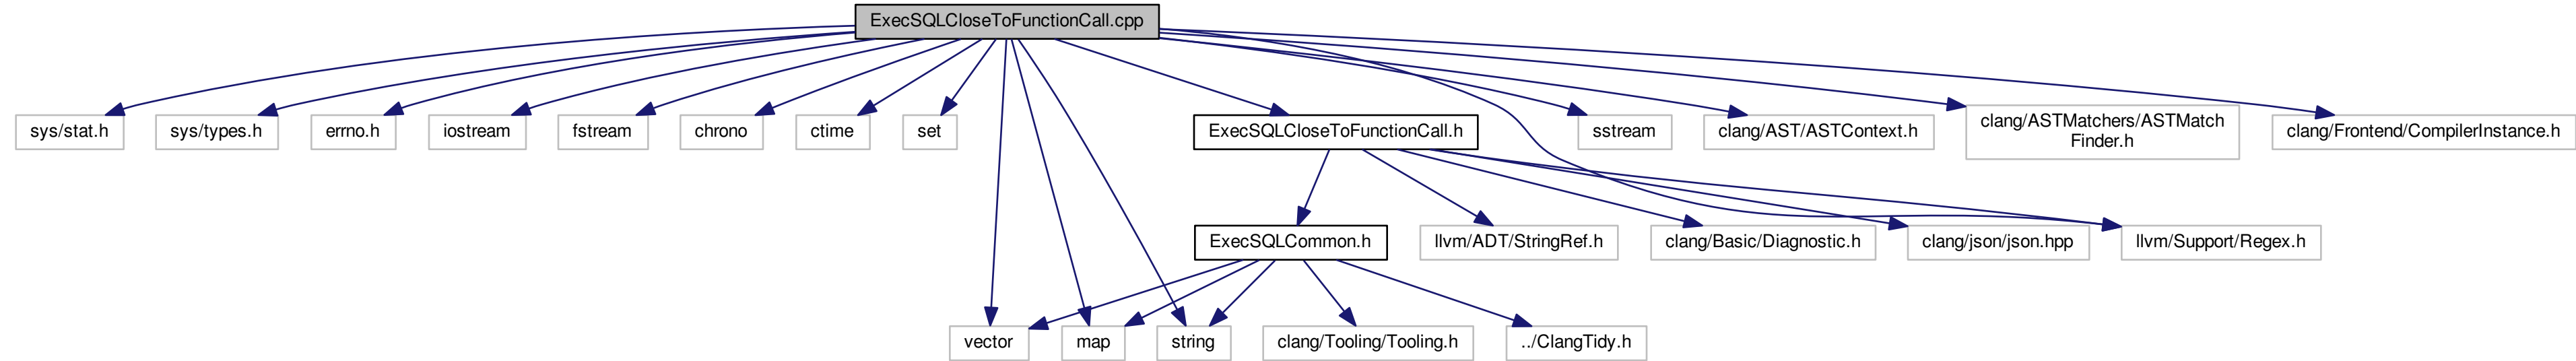 ExecSQLCloseToFunctionCall.cpp
sys/stat.h
sys/types.h
errno.h
iostream
fstream
chrono
ctime
set
ExecSQLCloseToFunctionCall.h
sstream
clang/AST/ASTContext.h
clang/ASTMatchers/ASTMatch
Finder.h
clang/Frontend/CompilerInstance.h
ExecSQLCommon.h
llvm/ADT/StringRef.h
clang/Basic/Diagnostic.h
clang/json/json.hpp
llvm/Support/Regex.h
vector
map
string
clang/Tooling/Tooling.h
../ClangTidy.h